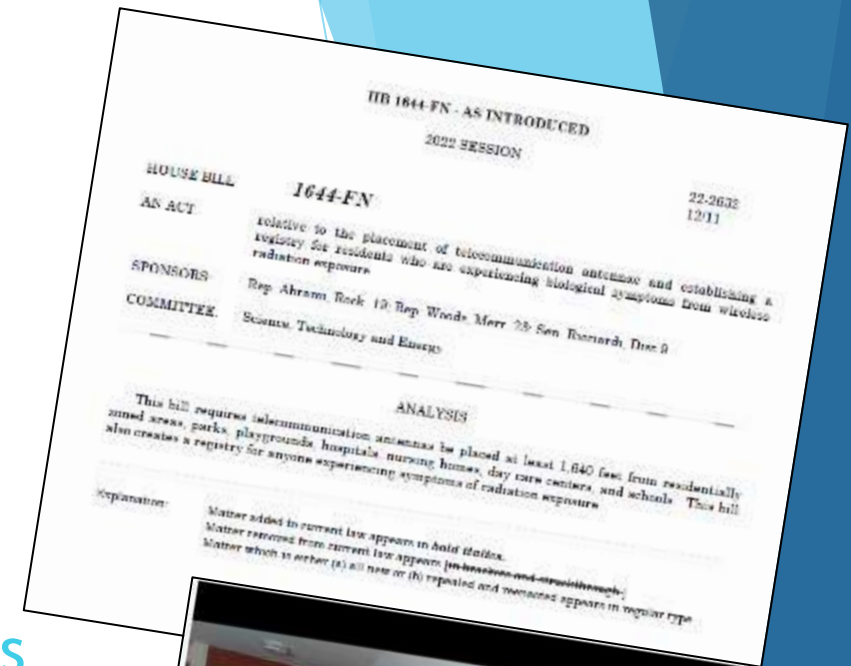 HB 1644-FN - AS INTRODUCED
2022 SESSION
22-2632
12/11
HOUSE BILL 1644-FN
AN ACT relative to the placement of telecommunication antennae and establishing a
registry for residents who are experiencing biological symptoms from wireless
radiation exposure.
SPONSORS: Rep. Abrami, Rock. 19; Rep. Woods, Merr. 23; Sen. Dist 9
COMMITTEE: Science, Technology and Energy
ANALYSIS
This bill requires telecommunication antennas be placed at least 1,640 feet from residentially
zoned areas, parks, playgrounds, hospitals, nursing homes, day care centers, and schools. This bill
also creates a registry for anyone experiencing symptoms of radiation exposure.
Explanation: Matter added to current law appears in bold italics.
Matter removed from current law appears [in brackets and struckthrough.]
Matter which is either (a) all new or (b) repealed and reenacted appears in regular type.
s